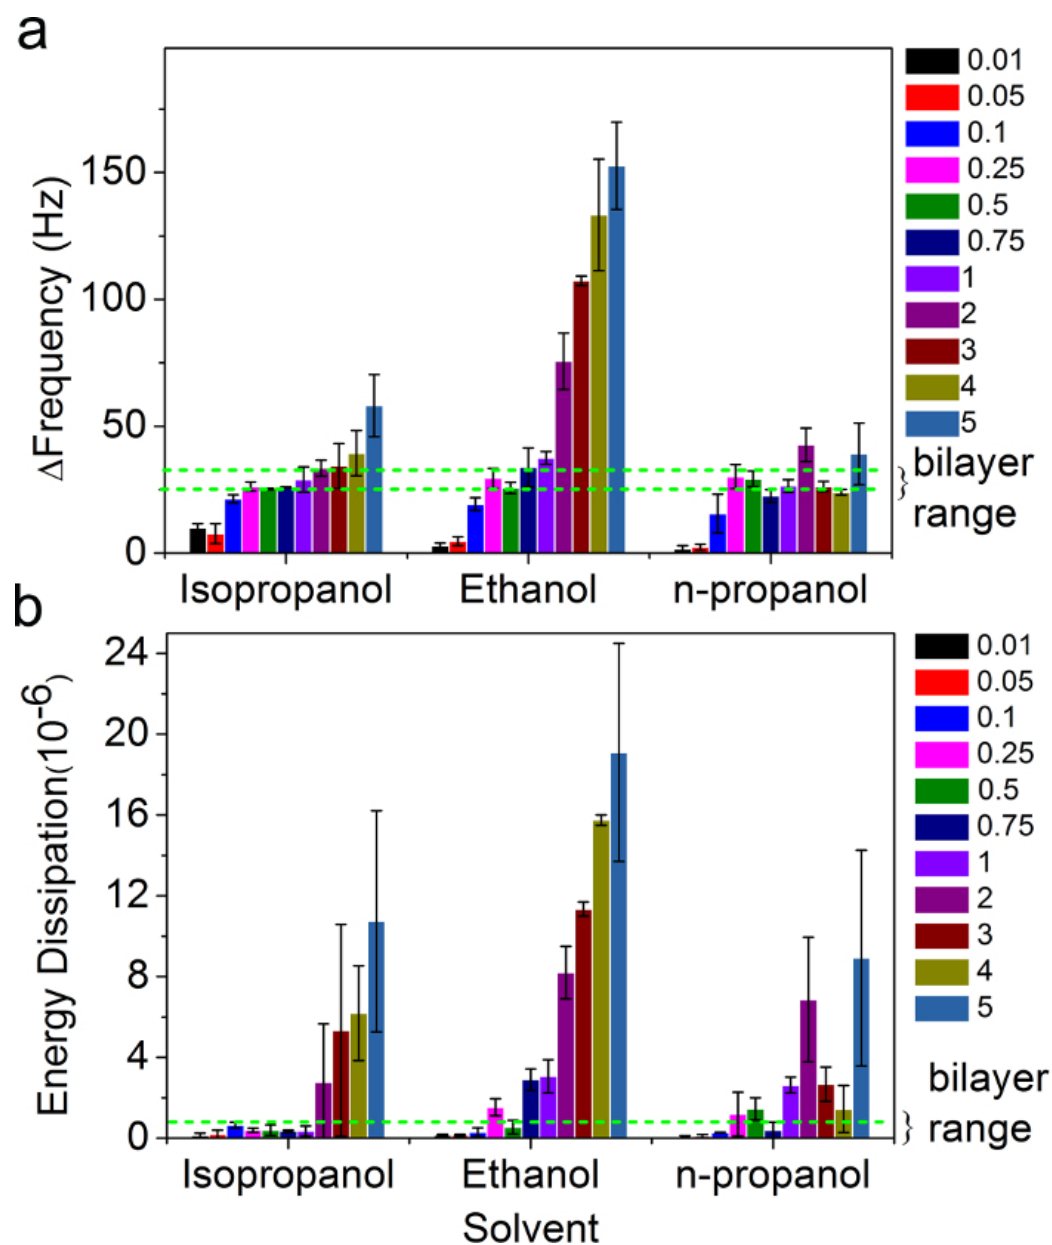 a
ΔFrequency (Hz)
150
100
50
0
Isopropanol
Ethanol
n-propanol
0.01
0.05
0.1
0.25
0.5
0.75
1
2
3
4
5
} bilayer
range
b
Energy Dissipation(10-6)
24
20
16
12
8
4
0
Isopropanol
Ethanol
n-propanol
Solvent
0.01
0.05
0.1
0.25
0.5
0.75
1
2
3
4
5
bilayer
} range